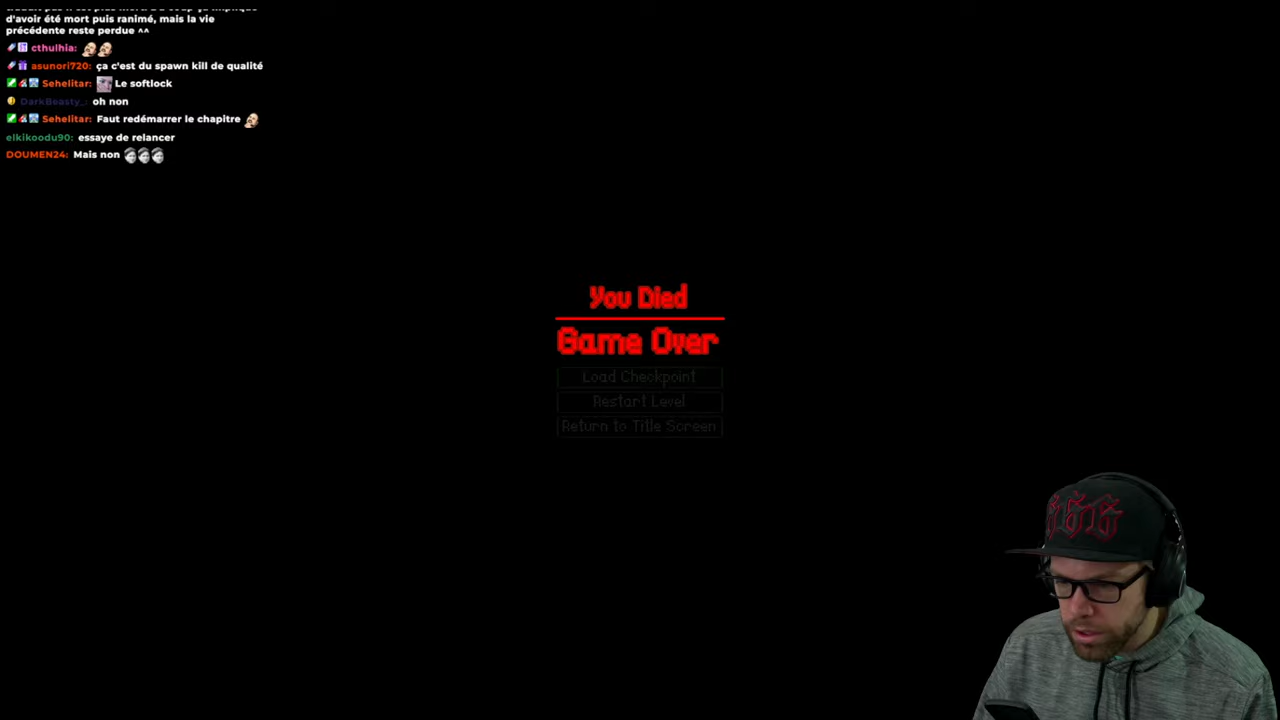 d'avoir été mort puis ranimé, mais la vie
précédente reste perdue ^^
cthulhia:
asunori720: ça c'est du spawn kill de qualité
Sehelitar: Le softlock
DarkBeasty_: oh non
Sehelitar: Faut redémarrer le chapitre
elkikoodu90: essaye de relancer
DOUMEN24: Mais non
You Died
Game Over
Load Checkpoint
Restart Level
Return to Title Screen
666